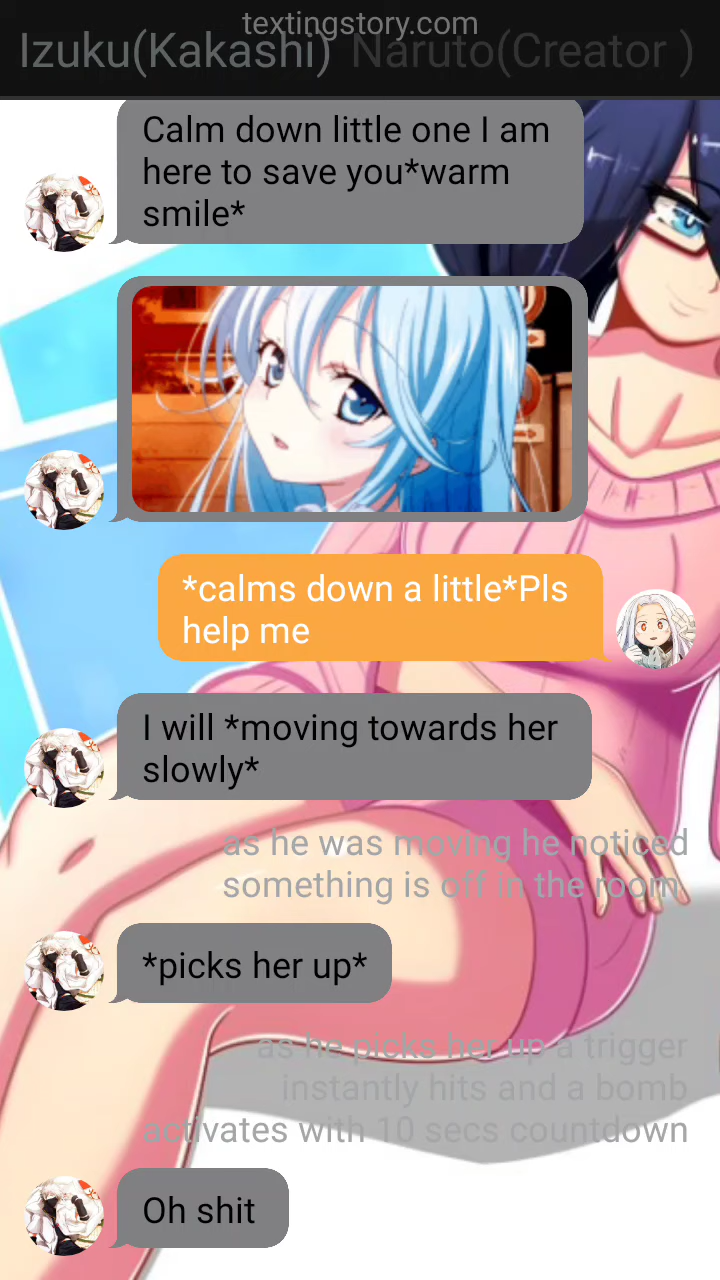 textingstory.com
Izuku(Kakashi) Naruto(Creator )
Calm down little one I am
here to save you*warm
smile*
*calms down a little*Pls
help me
I will *moving towards her
slowly*
as he was moving he noticed
something is off in the room.
*picks her up*
as he picks her up a trigger
instantly hits and a bomb
activates with 10 secs countdown
Oh shit